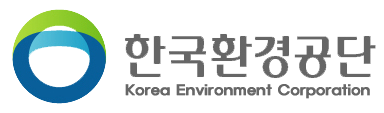 한국환경공단
Korea Environment Corporation